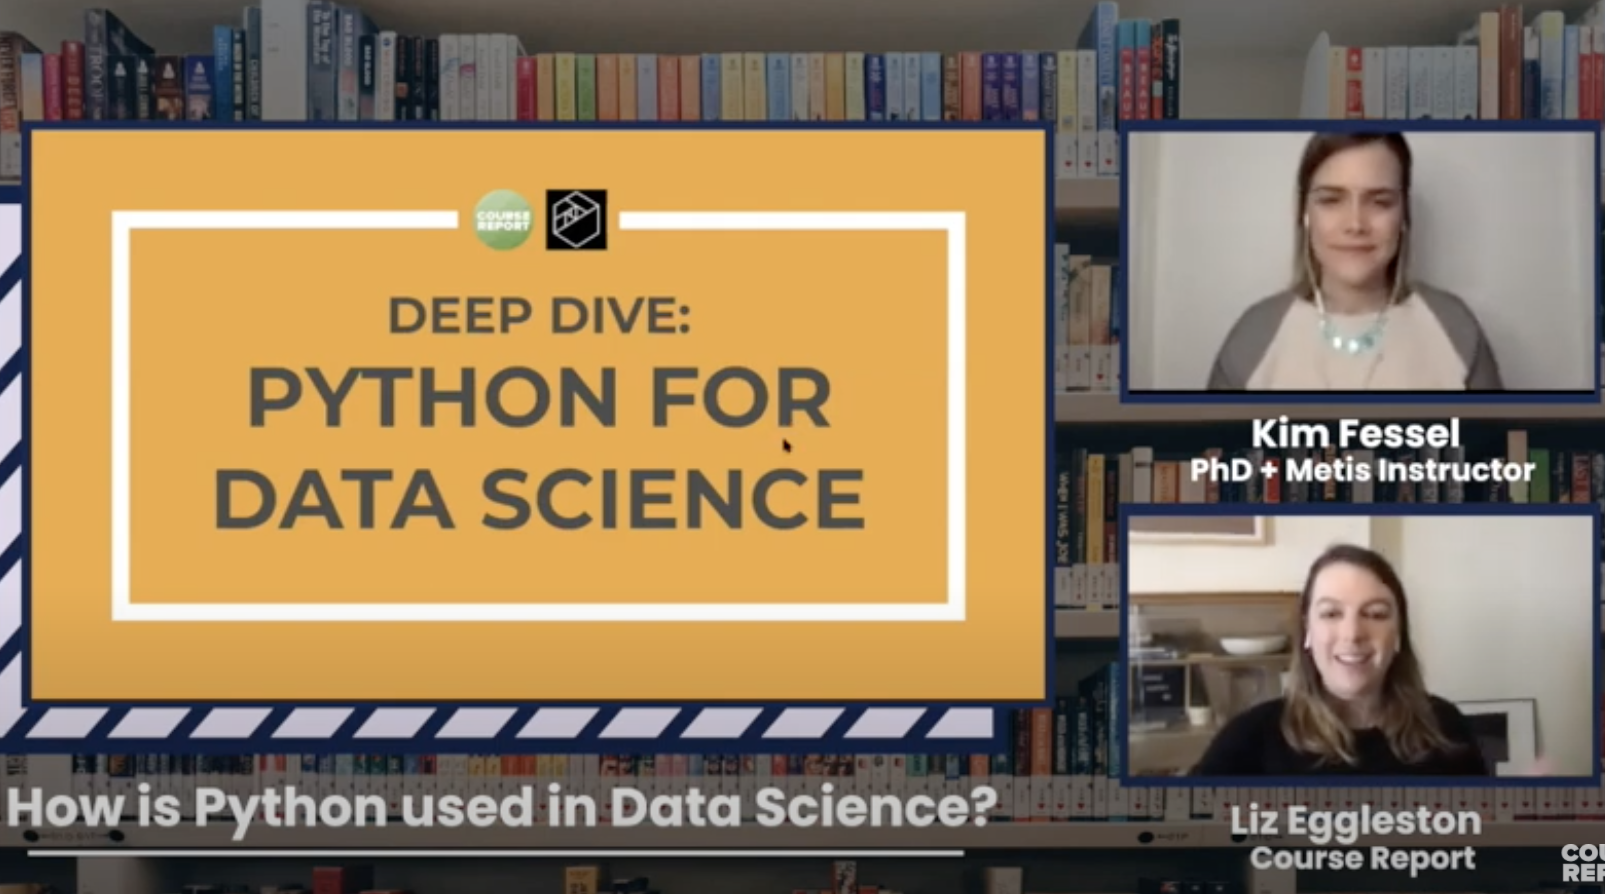 COURSE
REPORT
DEEP DIVE:
PYTHON FOR
DATA SCIENCE
Kim Fessel
PhD + Metis Instructor
How is Python used in Data Science?
Liz Eggleston
Course Report
COU
REP